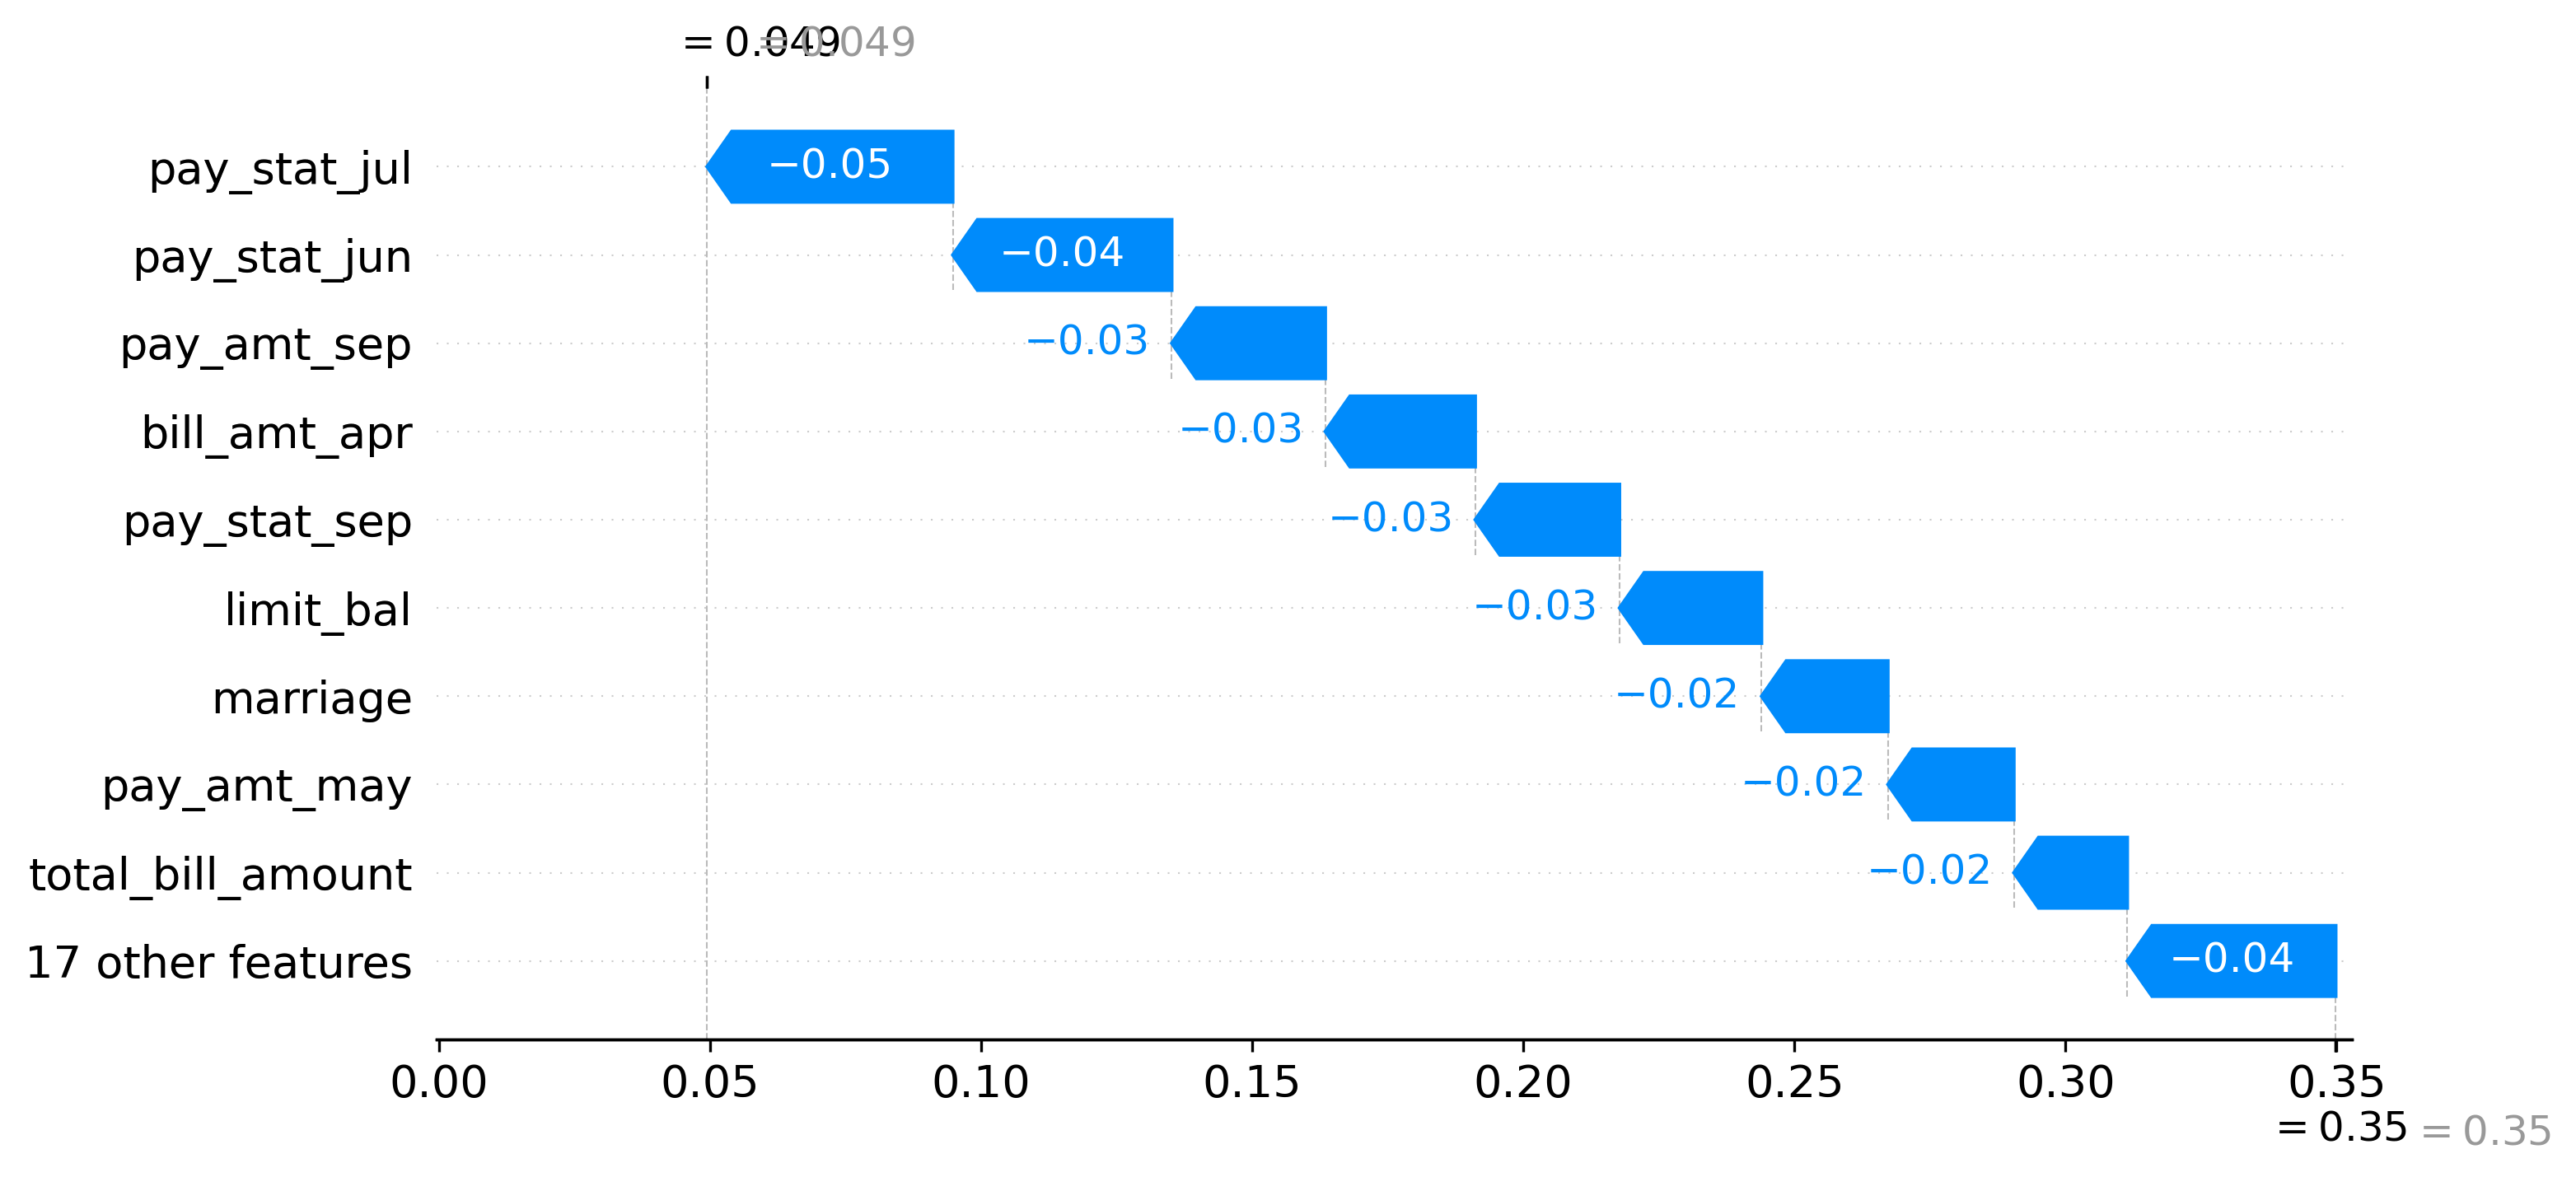 = 0.049 = 0.049
pay_stat_jul −0.05
pay_stat_jun −0.04
pay_amt_sep −0.03
bill_amt_apr −0.03
pay_stat_sep −0.03
limit_bal −0.03
marriage −0.02
pay_amt_may −0.02
total_bill_amount −0.02
17 other features −0.04
0.00 0.05 0.10 0.15 0.20 0.25 0.30 0.35
= 0.35 = 0.35